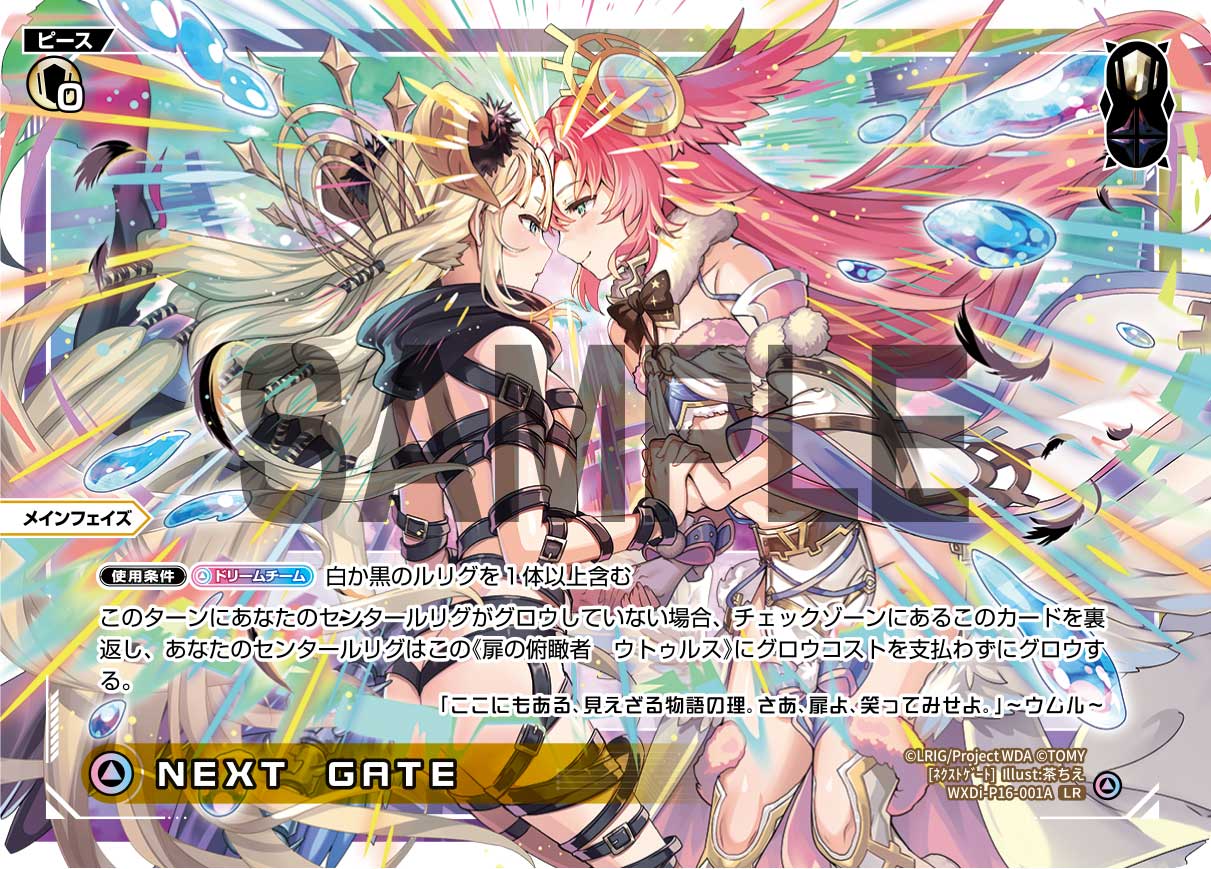 ピース
0
SAMPLE
メインフェイズ
使用条件 ドリームチーム 白か黒のルリグを1体以上含む
このターンにあなたのセンタールリグがグロウしていない場合、チェックゾーンにあるこのカードを裏
返し、あなたのセンタールリグはこの《扉の俯瞰者　ウトゥルス》にグロウコストを支払わずにグロウす
る。
「ここにもある、見えざる物語の理。さあ、扉よ、笑ってみせよ。」～ウムル～
NEXT GATE
©LRIG/Project WDA ©TOMY
[ﾈｸｽﾄｹﾞｰﾄ] Illust:茶ちえ
WXDi-P16-001A LR